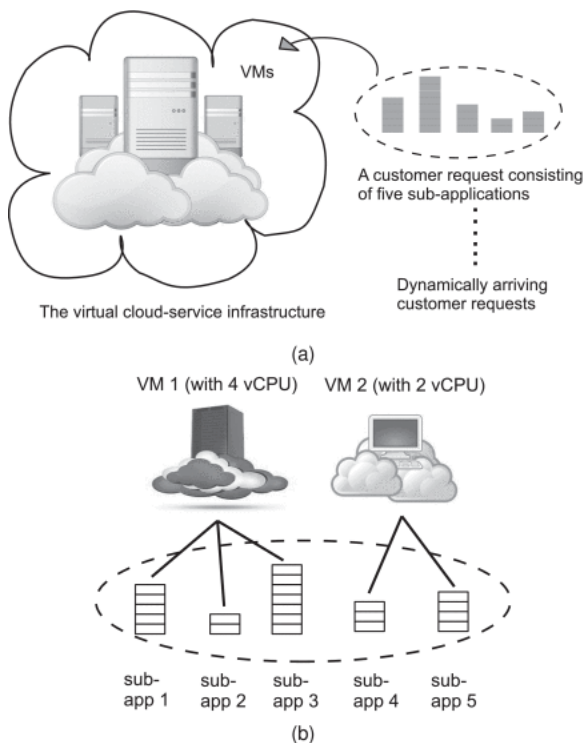 VMs
A customer request consisting
of five sub-applications
Dynamically arriving
customer requests
The virtual cloud-service infrastructure
(a)
VM 1 (with 4 vCPU)
VM 2 (with 2 vCPU)
sub-
app 1
sub-
app 2
sub-
app 3
sub-
app 4
sub-
app 5
(b)